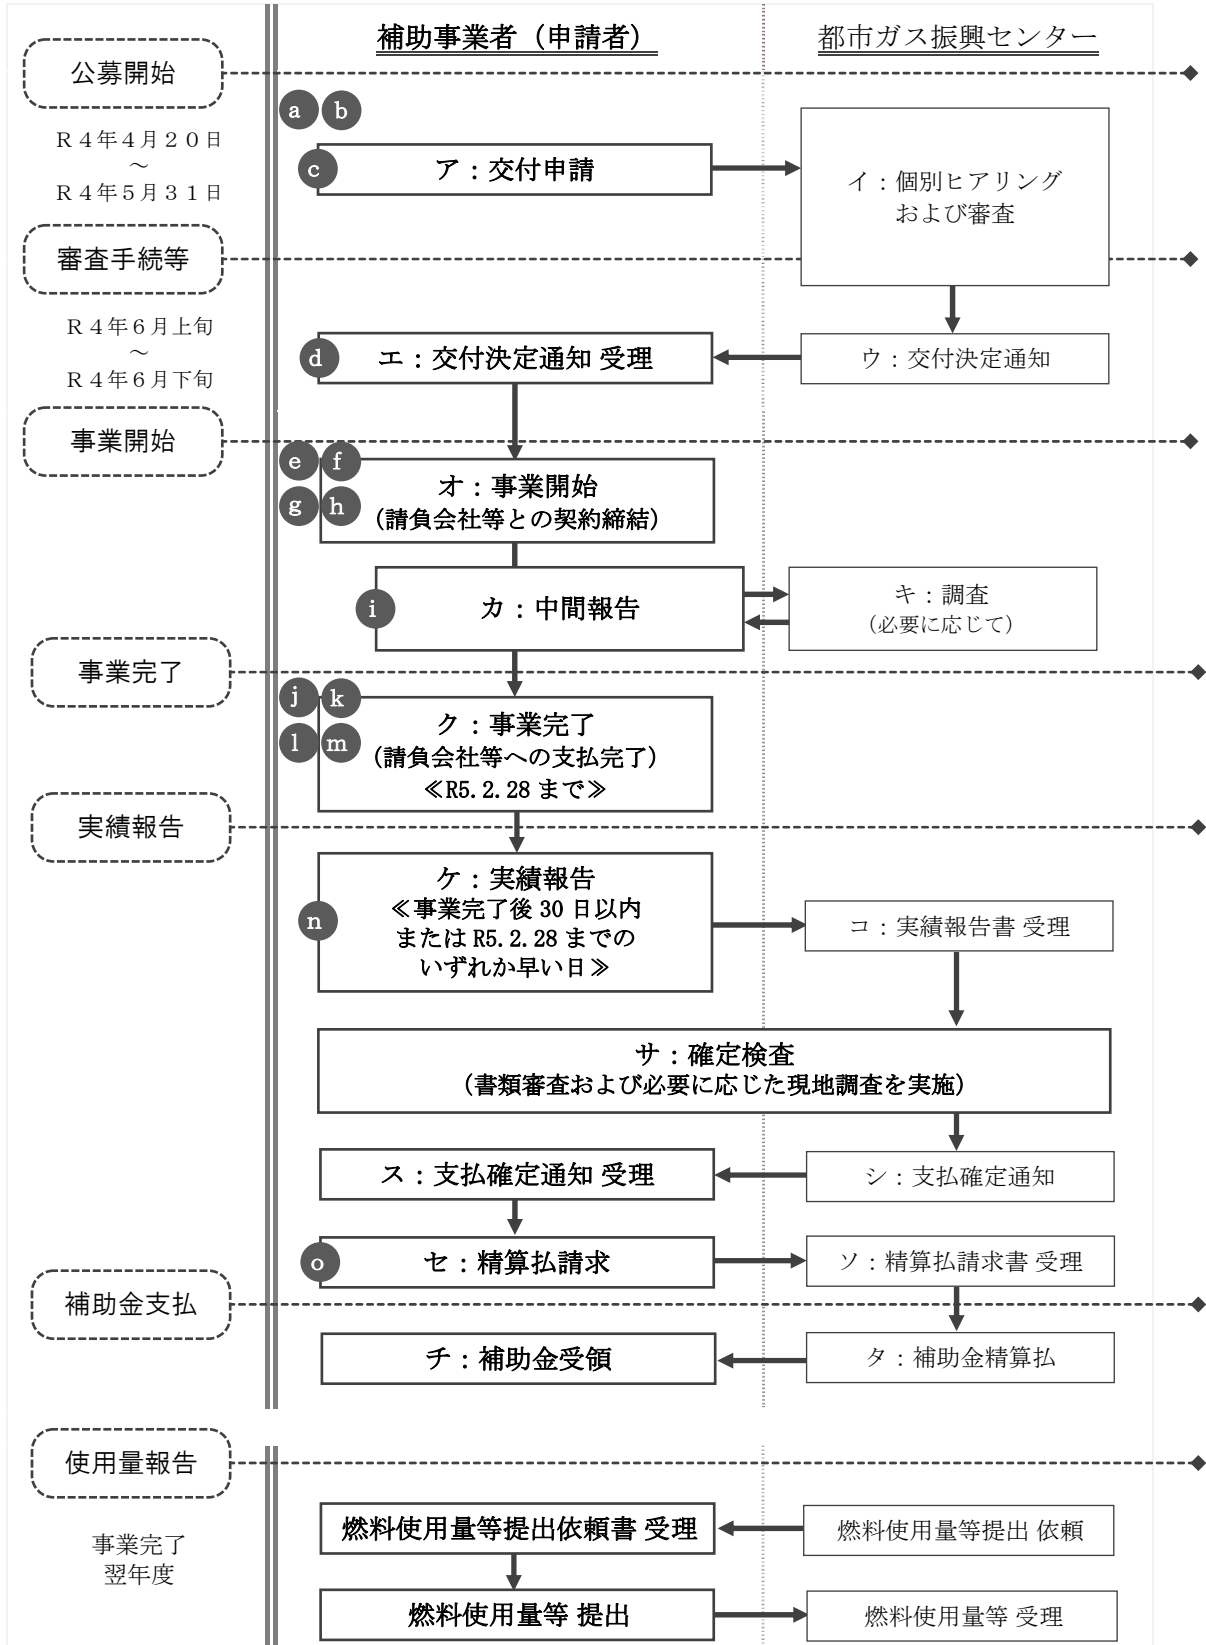 補助事業者（申請者）
都市ガス振興センター
公募開始
a
b
Ｒ４年４月２０日
～
Ｒ４年５月３１日
c
ア：交付申請
イ：個別ヒアリング
および審査
審査手続等
Ｒ４年６月上旬
～
Ｒ４年６月下旬
d
エ：交付決定通知 受理
ウ：交付決定通知
事業開始
e
f
g
h
オ：事業開始
（請負会社等との契約締結）
i
カ：中間報告
キ：調査
（必要に応じて）
事業完了
j
k
l
m
ク：事業完了
（請負会社等への支払完了）
≪R5.2.28 まで≫
実績報告
n
ケ：実績報告
≪事業完了後 30 日以内
または R5.2.28 までの
いずれか早い日≫
コ：実績報告書 受理
サ：確定検査
（書類審査および必要に応じた現地調査を実施）
ス：支払確定通知 受理
シ：支払確定通知
o
セ：精算払請求
ソ：精算払請求書 受理
補助金支払
チ：補助金受領
タ：補助金精算払
使用量報告
事業完了
翌年度
燃料使用量等提出依頼書 受理
燃料使用量等提出 依頼
燃料使用量等 提出
燃料使用量等 受理